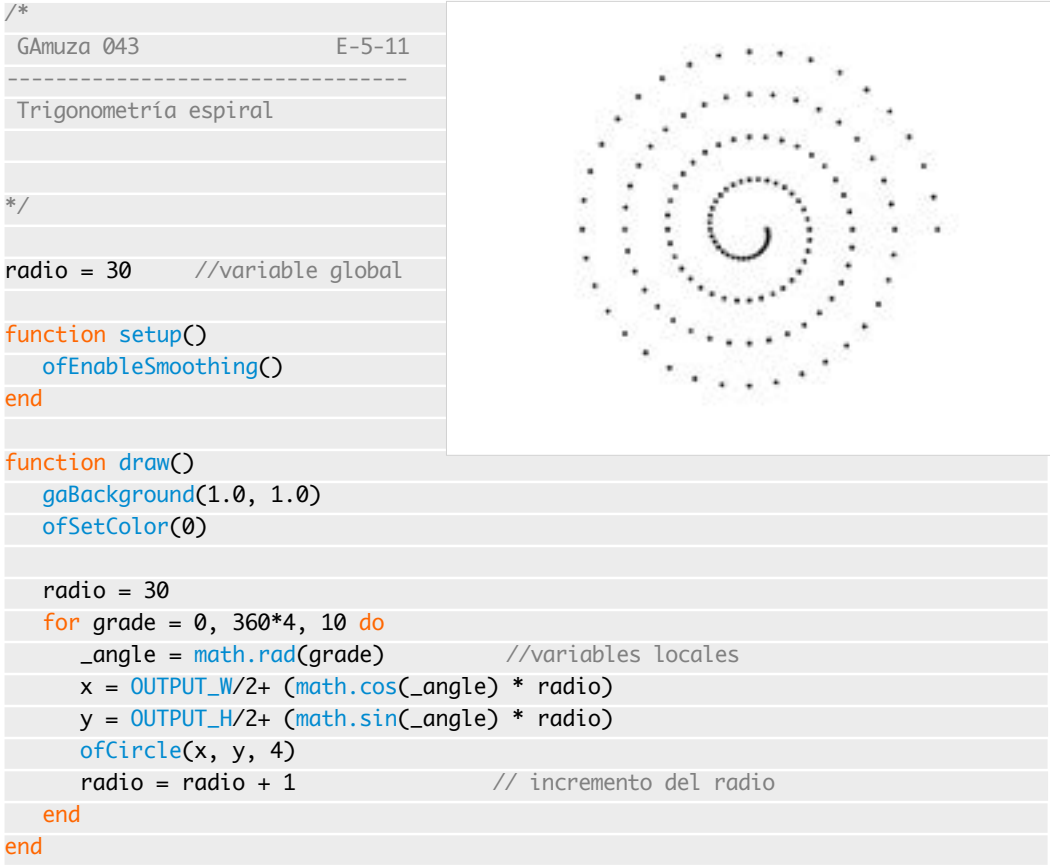 /*
 GAmuza 043                E-5-11
---------------------------------
 Trigonometría espiral
*/
radio = 30     //variable global
function setup()
   ofEnableSmoothing()
end
function draw()
   gaBackground(1.0, 1.0)
   ofSetColor(0)
   radio = 30
   for grade = 0, 360*4, 10 do
      _angle = math.rad(grade)          //variables locales
      x = OUTPUT_W/2+ (math.cos(_angle) * radio)
      y = OUTPUT_H/2+ (math.sin(_angle) * radio)
      ofCircle(x, y, 4)
      radio = radio + 1                // incremento del radio
   end
end